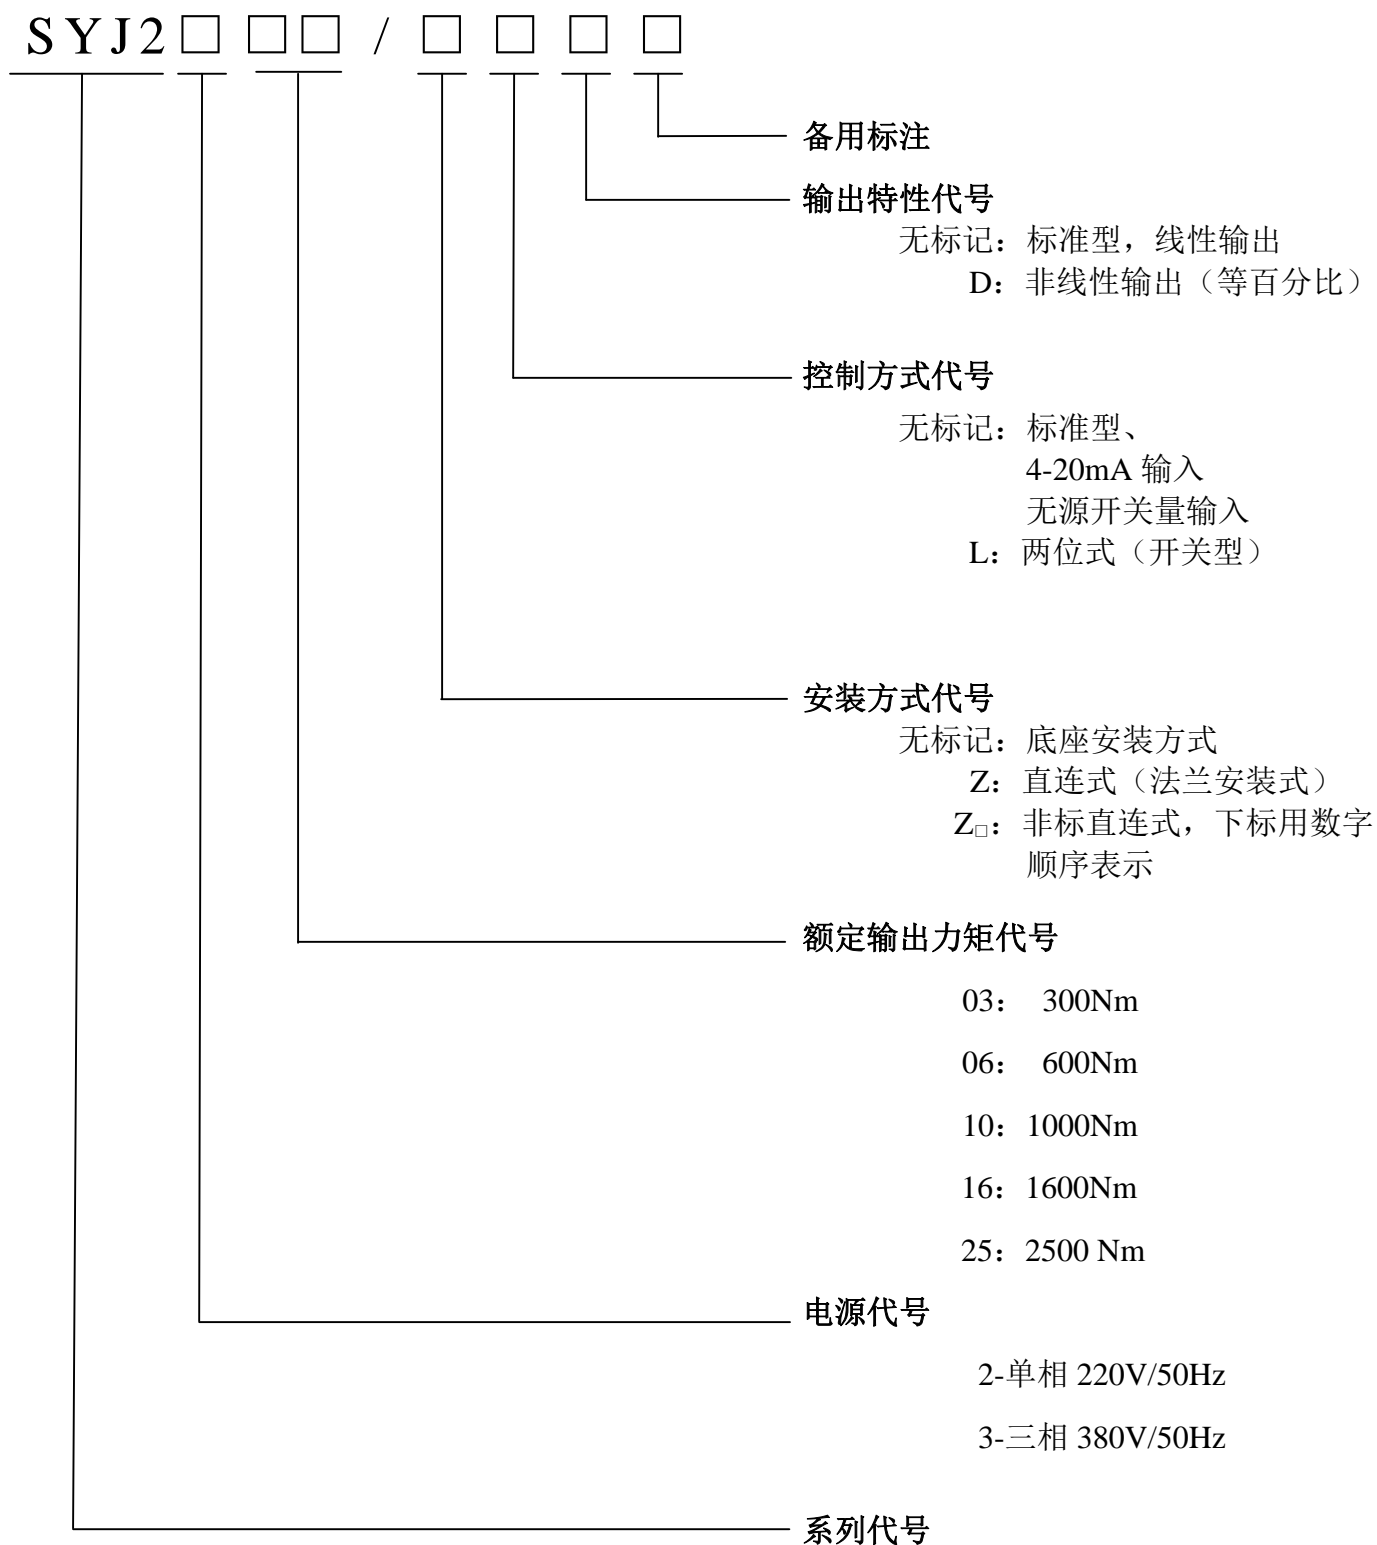 SYJ2□ □□ / □ □ □ □
备用标注
输出特性代号
无标记：标准型，线性输出
D：非线性输出（等百分比）
控制方式代号
无标记：标准型、
4-20mA 输入
无源开关量输入
L：两位式（开关型）
安装方式代号
无标记：底座安装方式
Z：直连式（法兰安装式）
Z□：非标直连式，下标用数字
顺序表示
额定输出力矩代号
03： 300Nm
06： 600Nm
10：1000Nm
16：1600Nm
25：2500 Nm
电源代号
2-单相 220V/50Hz
3-三相 380V/50Hz
系列代号